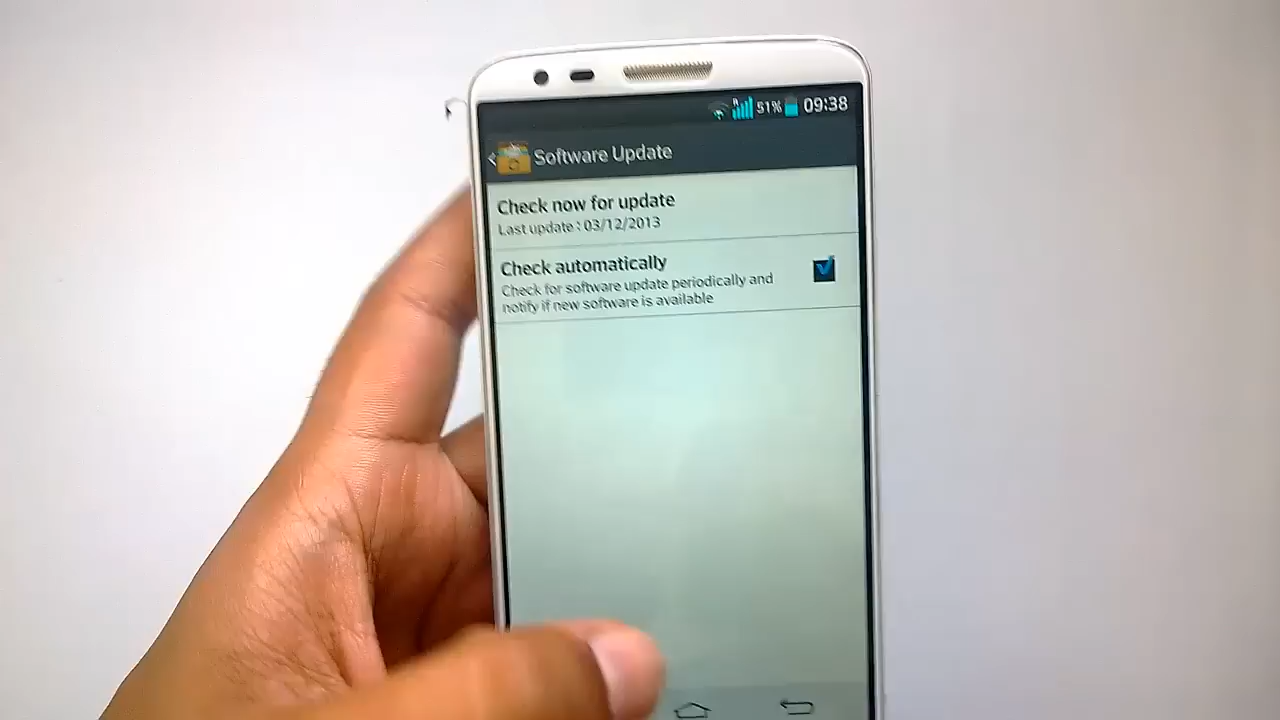 R 51% 09:38
Software Update
Check now for update
Last update : 03/12/2013
Check automatically
Check for software update periodically and
notify if new software is available